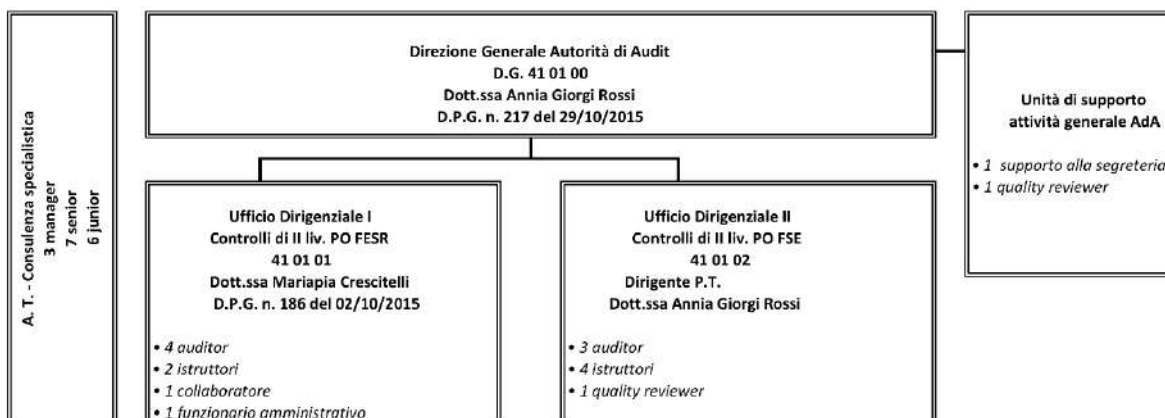 A. T. - Consulenza specialistica
3 manager
7 senior
6 junior
Direzione Generale Autorità di Audit
D.G. 41 01 00
Dott.ssa Annia Giorgi Rossi
D.P.G. n. 217 del 29/10/2015
Unità di supporto
attività generale AdA
• 1 supporto alla segreteria
• 1 quality reviewer
Ufficio Dirigenziale I
Controlli di II liv. PO FESR
41 01 01
Dott.ssa Mariapia Crescitelli
D.P.G. n. 186 del 02/10/2015
• 4 auditor
• 2 istruttori
• 1 collaboratore
• 1 funzionario amministrativo
Ufficio Dirigenziale II
Controlli di II liv. PO FSE
41 01 02
Dirigente P.T.
Dott.ssa Annia Giorgi Rossi
• 3 auditor
• 4 istruttori
• 1 quality reviewer